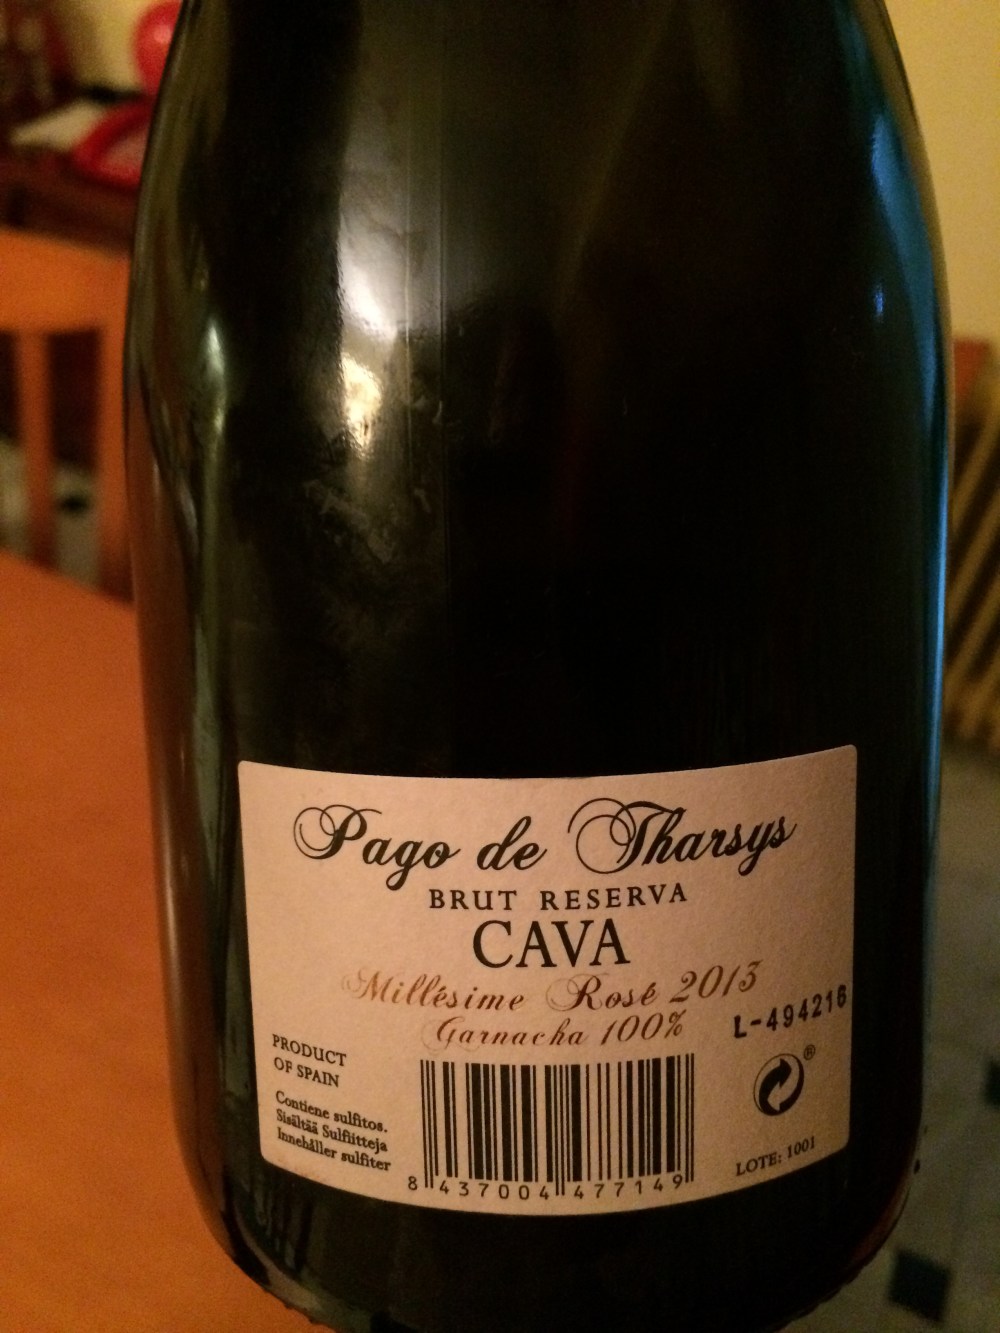 Pago de Tharsys
BRUT RESERVA
CAVA
Millésime Rosé 2013
Garnacha 100%
L-494216
PRODUCT
OF SPAIN
Contiene sulfitos.
Sisältää Sulfiitteja
Innehåller sulfiter
8 437004 477149
®
LOTE: 1001